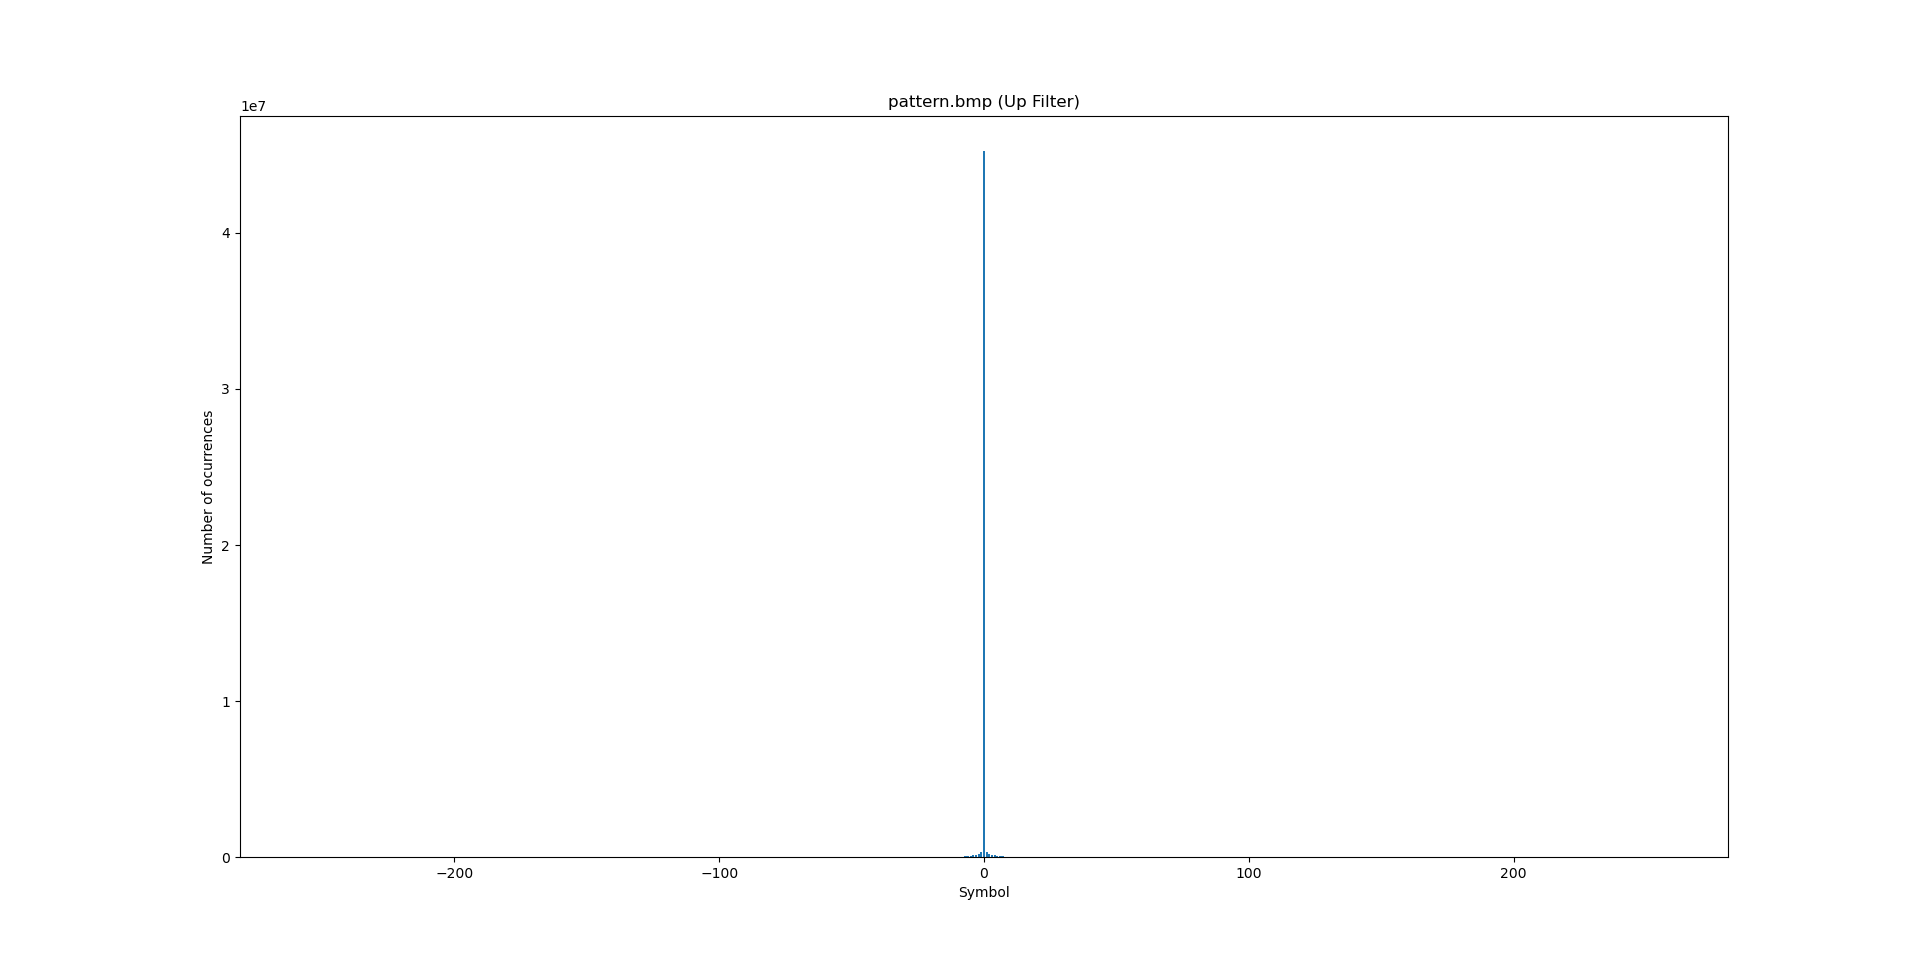 pattern.bmp (Up Filter)
1e7
4
3
2
1
0
Number of ocurrences
−200
−100
0
100
200
Symbol